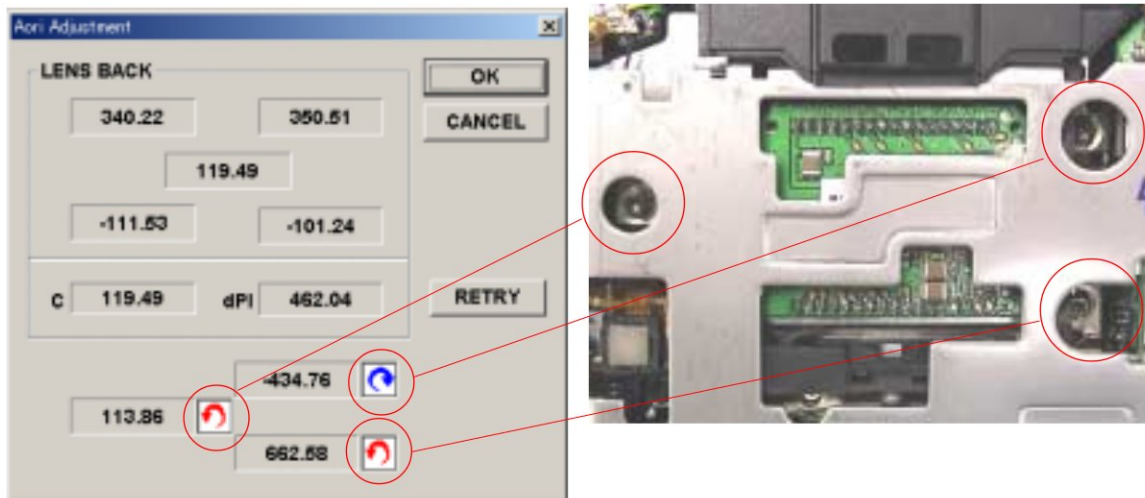 Aori Adjustment
LENS BACK
OK
340.22 350.51
CANCEL
119.49
-111.53 -101.24
C 119.49 dPl 462.04 RETRY
-434.76
113.86
662.58